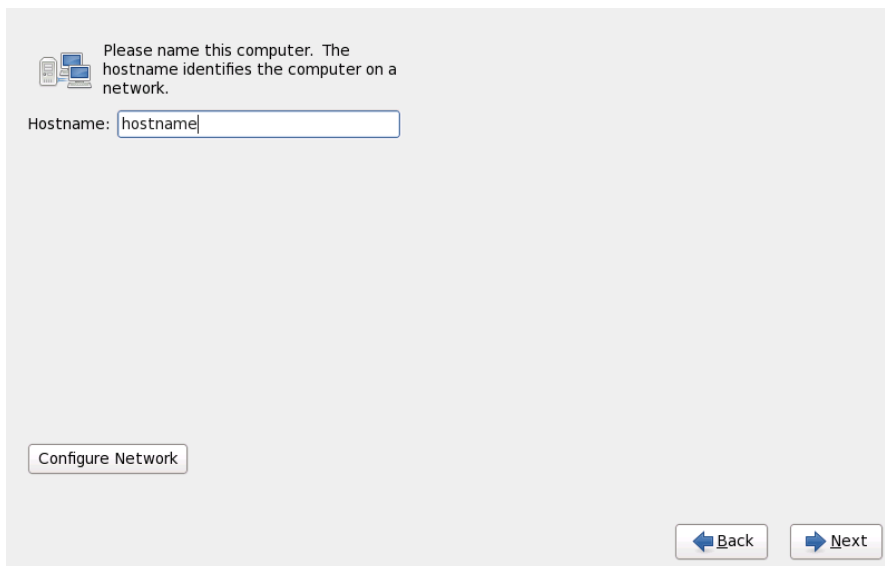 Please name this computer.  The
hostname identifies the computer on a
network.
Hostname: hostname
Configure Network
Back
Next